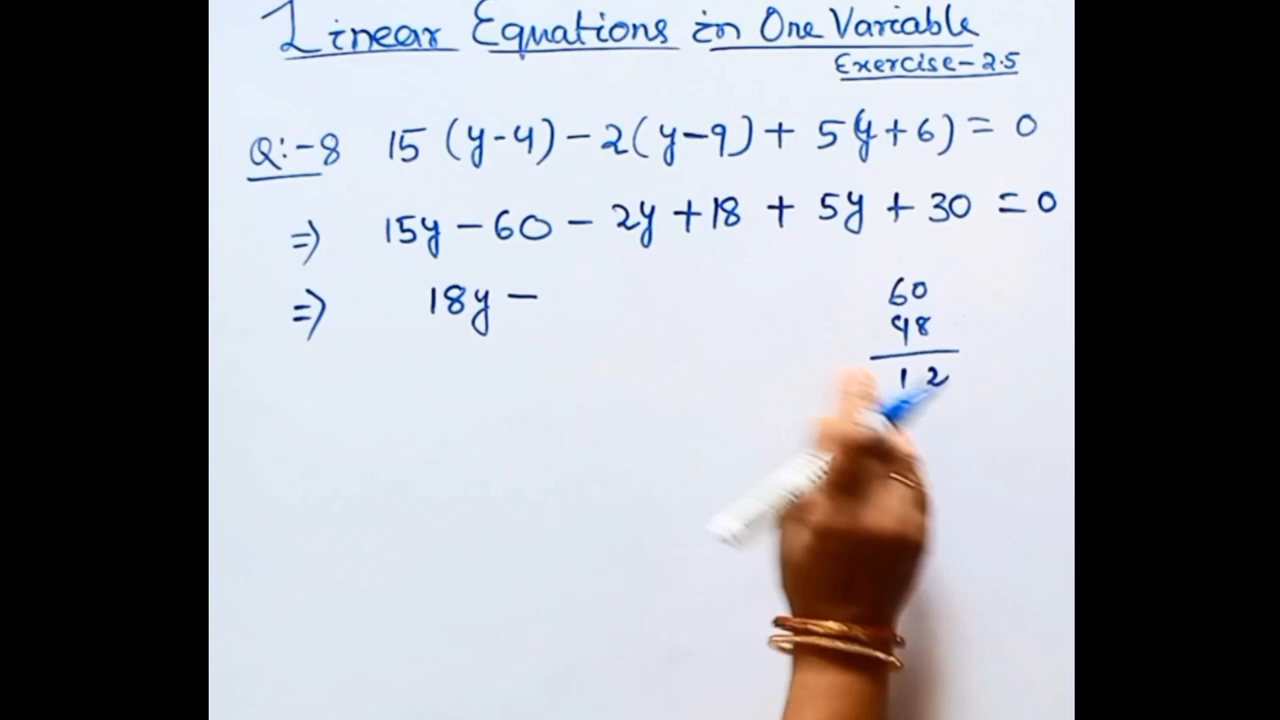 Linear Equations in One Variable
Exercise-2.5
Q:-8 15 (y-4) - 2(y-9) + 5(y+6) = 0
=> 15y - 60 - 2y + 18 + 5y + 30 = 0
=> 18y -
60
48
12